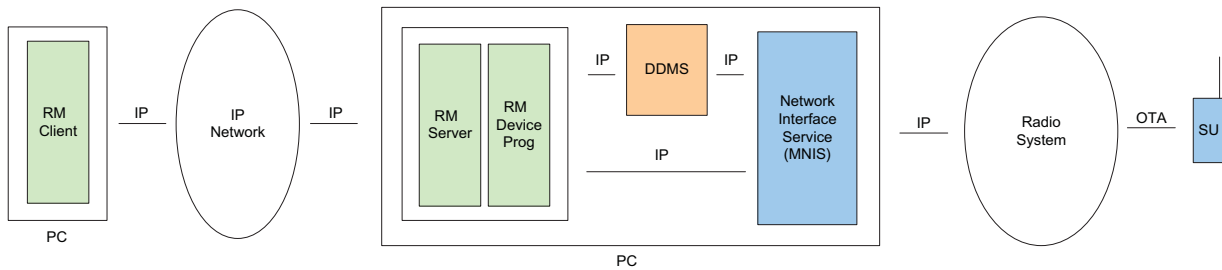 RM
Client
PC
IP
IP
Network
IP
RM
Server
RM
Device
Prog
IP
DDMS
IP
IP
Network
Interface
Service
(MNIS)
PC
IP
Radio
System
OTA
SU